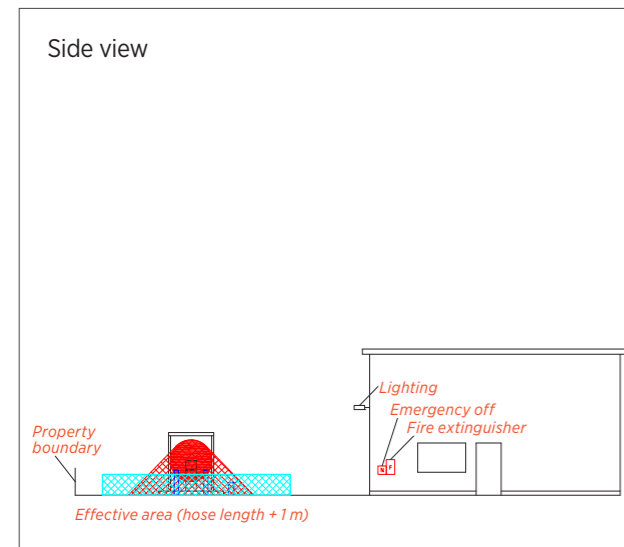 Side view
Lighting
Emergency off
Fire extinguisher
Property
boundary
N F
Effective area (hose length + 1 m)